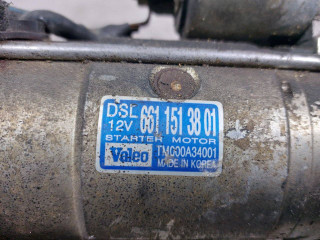 DSL 661 151 38 01
12V
STARTER MOTOR
Valeo TM000A34001
MADE IN KOREA